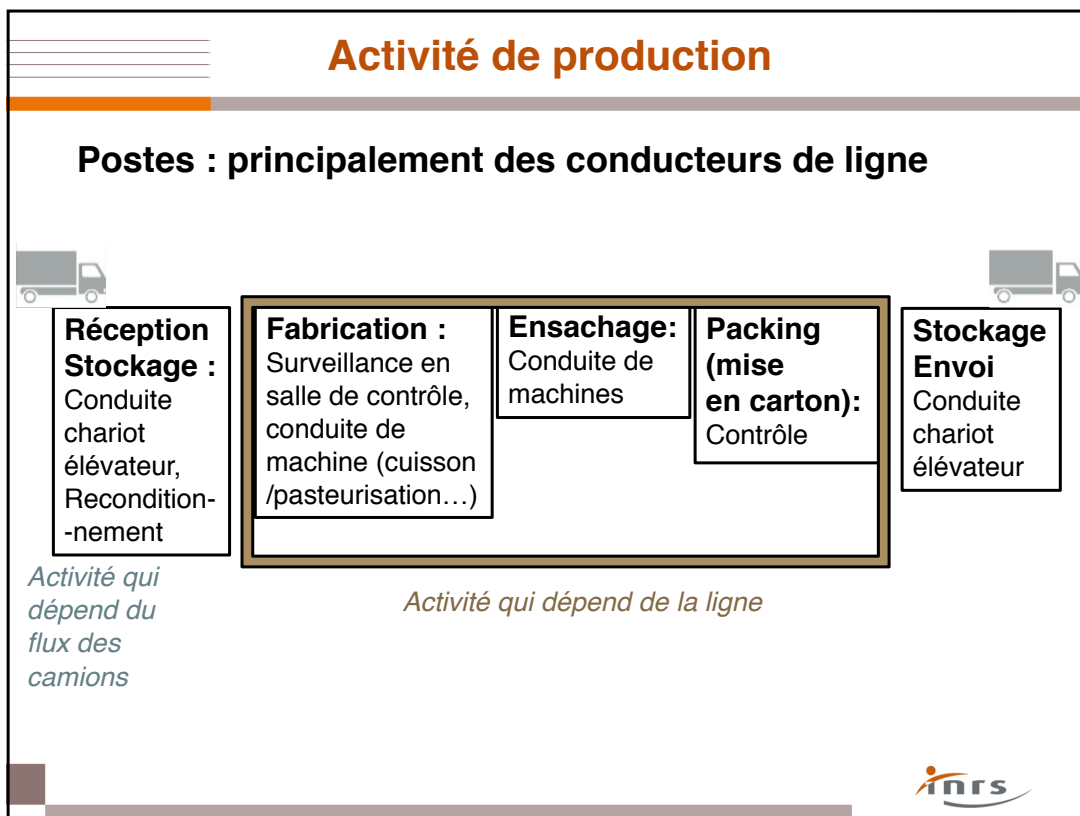 Activité de production
Postes : principalement des conducteurs de ligne
Réception
Stockage :
Conduite
chariot
élévateur,
Recondition-
-nement
Fabrication :
Surveillance en
salle de contrôle,
conduite de
machine (cuisson
/pasteurisation…)
Ensachage:
Conduite de
machines
Packing
(mise
en carton):
Contrôle
Stockage
Envoi
Conduite
chariot
élévateur
Activité qui
dépend du
flux des
camions
Activité qui dépend de la ligne
inrs